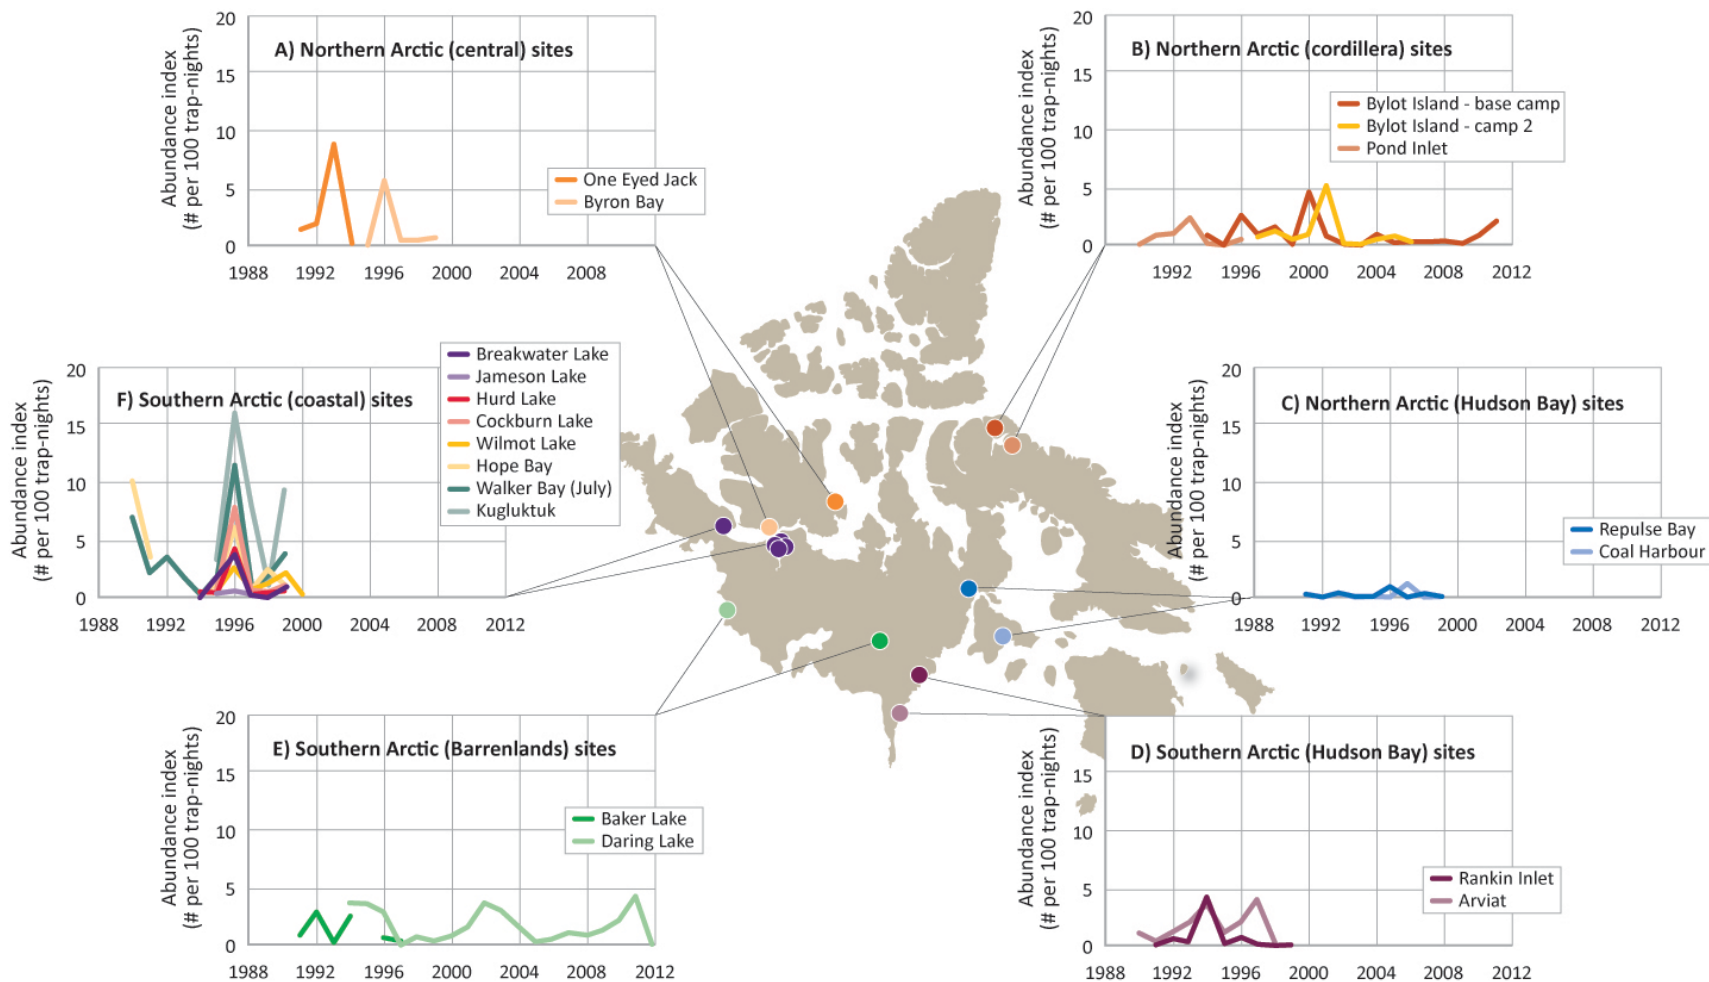 Abundance index
(# per 100 trap-nights)
20
15
10
5
0
A) Northern Arctic (central) sites
One Eyed Jack
Byron Bay
1988 1992 1996 2000 2004 2008
Abundance index
(# per 100 trap-nights)
20
15
10
5
0
B) Northern Arctic (cordillera) sites
Bylot Island - base camp
Bylot Island - camp 2
Pond Inlet
1992 1996 2000 2004 2008 2012
Abundance index
(# per 100 trap-nights)
20
15
10
5
0
F) Southern Arctic (coastal) sites
Breakwater Lake
Jameson Lake
Hurd Lake
Cockburn Lake
Wilmot Lake
Hope Bay
Walker Bay (July)
Kugluktuk
1988 1992 1996 2000 2004 2008 2012
Abundance index
(# per 100 trap-nights)
20
15
10
5
0
C) Northern Arctic (Hudson Bay) sites
Repulse Bay
Coal Harbour
1988 1992 1996 2000 2004 2008 2012
Abundance index
(# per 100 trap-nights)
20
15
10
5
0
E) Southern Arctic (Barrenlands) sites
Baker Lake
Daring Lake
1988 1992 1996 2000 2004 2008 2012
Abundance index
(# per 100 trap-nights)
15
10
5
0
D) Southern Arctic (Hudson Bay) sites
Rankin Inlet
Arviat
1988 1992 1996 2000 2004 2008 2012